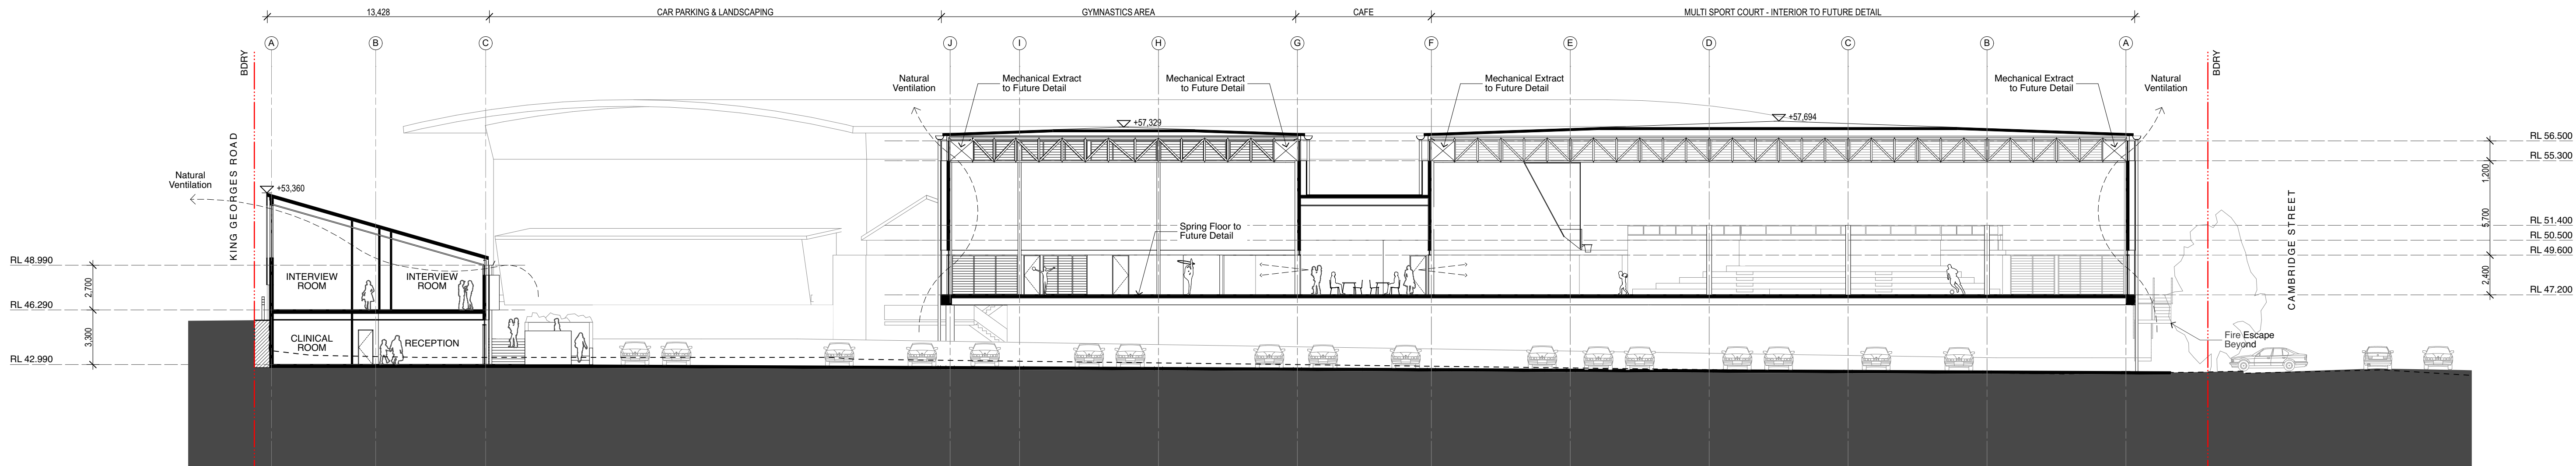 13,428
CAR PARKING & LANDSCAPING
GYMNASTICS AREA
CAFE
MULTI SPORT COURT - INTERIOR TO FUTURE DETAIL
A
B
C
J
I
H
G
F
E
D
C
B
A
BDRY
BDRY
KING GEORGES ROAD
CAMBRIDGE STREET
Natural
Ventilation
Mechanical Extract
to Future Detail
Mechanical Extract
to Future Detail
Mechanical Extract
to Future Detail
Mechanical Extract
to Future Detail
Natural
Ventilation
+57,329
+57,694
Natural
Ventilation
+53,360
Spring Floor to
Future Detail
INTERVIEW
ROOM
INTERVIEW
ROOM
CLINICAL
ROOM
RECEPTION
RL 48.990
2,700
RL 46.290
3,300
RL 42.990
RL 56.500
RL 55.300
1,200
RL 51.400
5,700
RL 50.500
RL 49.600
2,400
RL 47.200
Fire Escape
Beyond